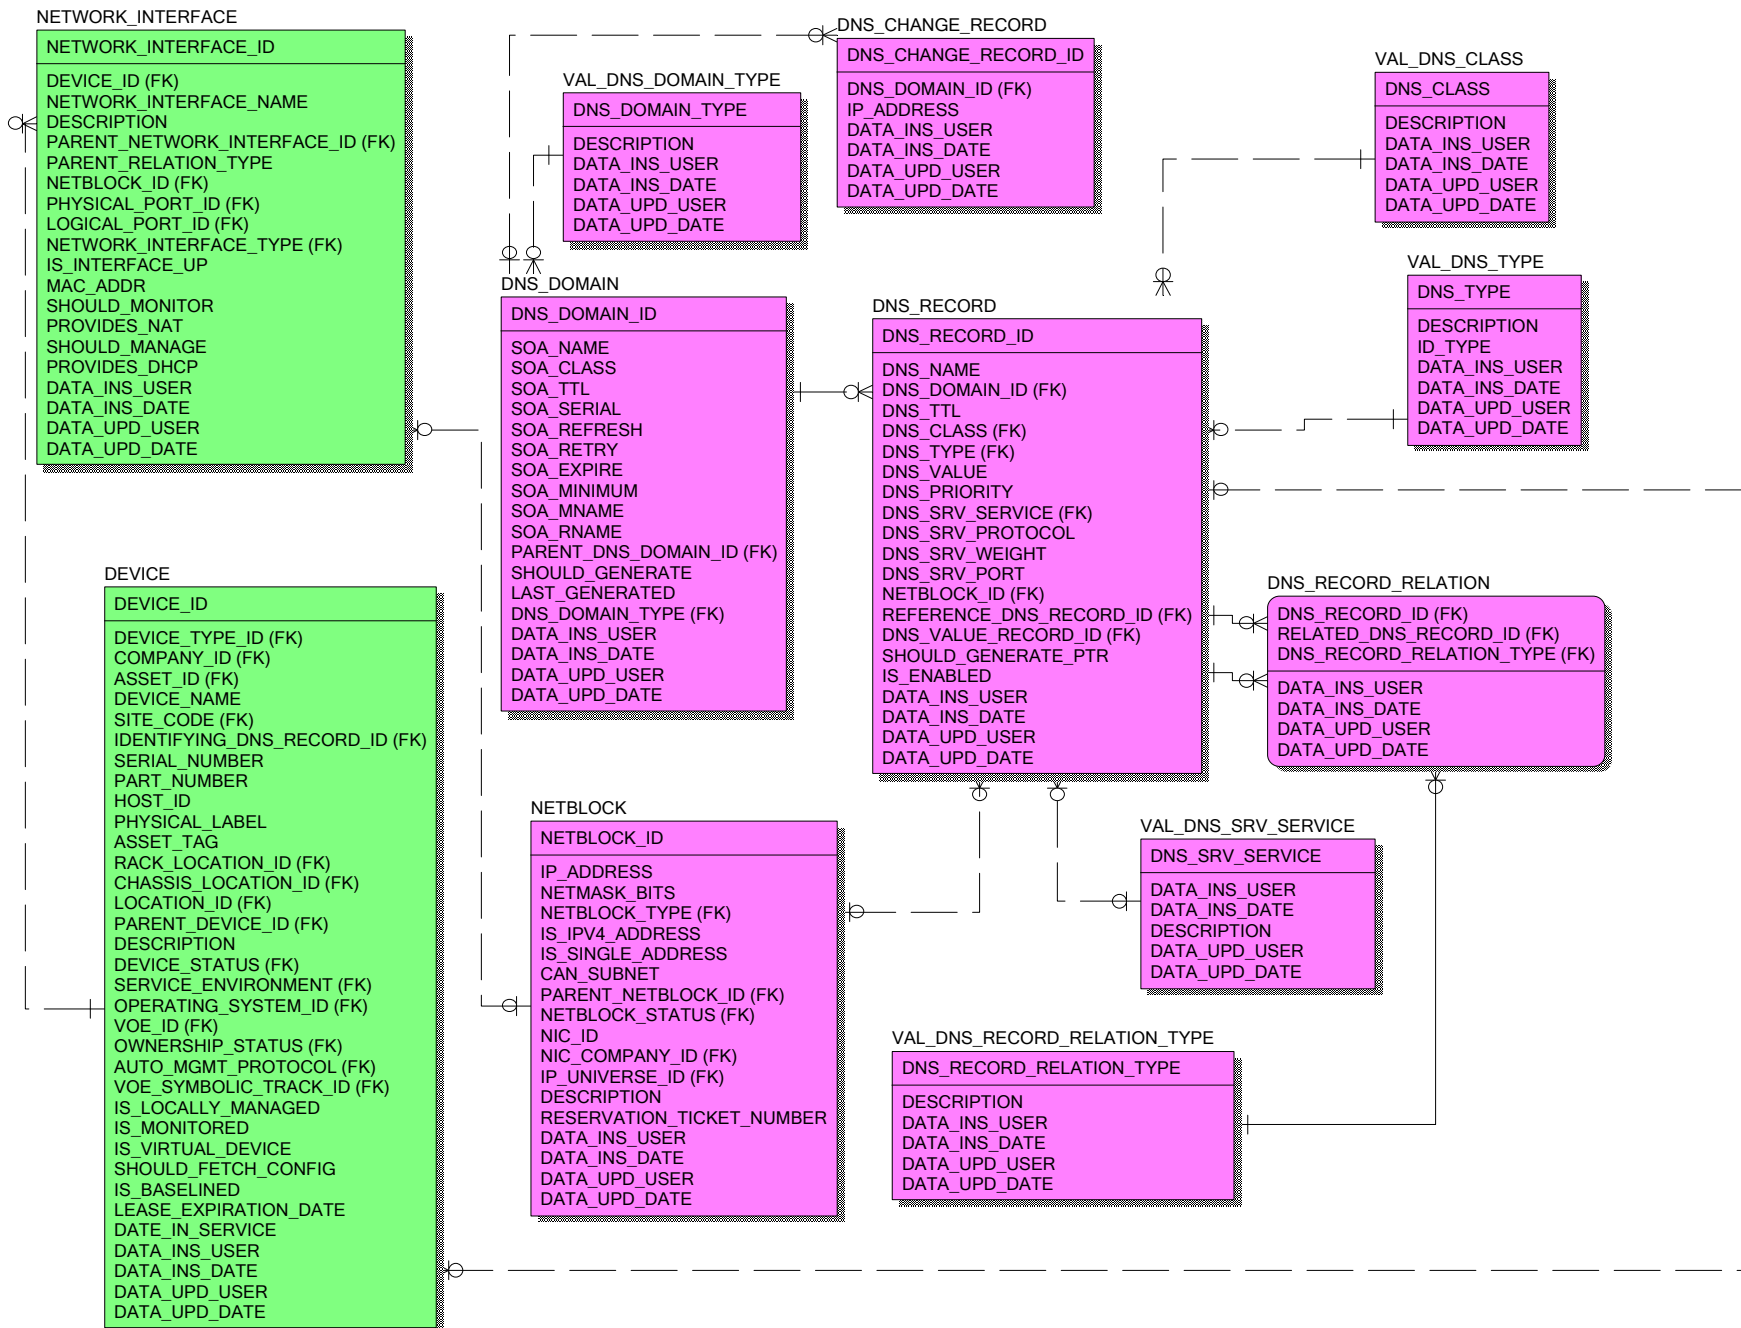 NETWORK_INTERFACE
NETWORK_INTERFACE_ID
DEVICE_ID (FK)
NETWORK_INTERFACE_NAME
DESCRIPTION
PARENT_NETWORK_INTERFACE_ID (FK)
PARENT_RELATION_TYPE
NETBLOCK_ID (FK)
PHYSICAL_PORT_ID (FK)
LOGICAL_PORT_ID (FK)
NETWORK_INTERFACE_TYPE (FK)
IS_INTERFACE_UP
MAC_ADDR
SHOULD_MONITOR
PROVIDES_NAT
SHOULD_MANAGE
PROVIDES_DHCP
DATA_INS_USER
DATA_INS_DATE
DATA_UPD_USER
DATA_UPD_DATE
VAL_DNS_DOMAIN_TYPE
DNS_DOMAIN_TYPE
DESCRIPTION
DATA_INS_USER
DATA_INS_DATE
DATA_UPD_USER
DATA_UPD_DATE
DNS_CHANGE_RECORD
DNS_CHANGE_RECORD_ID
DNS_DOMAIN_ID (FK)
IP_ADDRESS
DATA_INS_USER
DATA_INS_DATE
DATA_UPD_USER
DATA_UPD_DATE
VAL_DNS_CLASS
DNS_CLASS
DESCRIPTION
DATA_INS_USER
DATA_INS_DATE
DATA_UPD_USER
DATA_UPD_DATE
VAL_DNS_TYPE
DNS_TYPE
DESCRIPTION
ID_TYPE
DATA_INS_USER
DATA_INS_DATE
DATA_UPD_USER
DATA_UPD_DATE
DNS_DOMAIN
DNS_DOMAIN_ID
SOA_NAME
SOA_CLASS
SOA_TTL
SOA_SERIAL
SOA_REFRESH
SOA_RETRY
SOA_EXPIRE
SOA_MINIMUM
SOA_MNAME
SOA_RNAME
PARENT_DNS_DOMAIN_ID (FK)
SHOULD_GENERATE
LAST_GENERATED
DNS_DOMAIN_TYPE (FK)
DATA_INS_USER
DATA_INS_DATE
DATA_UPD_USER
DATA_UPD_DATE
DNS_RECORD
DNS_RECORD_ID
DNS_NAME
DNS_DOMAIN_ID (FK)
DNS_TTL
DNS_CLASS (FK)
DNS_TYPE (FK)
DNS_VALUE
DNS_PRIORITY
DNS_SRV_SERVICE (FK)
DNS_SRV_PROTOCOL
DNS_SRV_WEIGHT
DNS_SRV_PORT
NETBLOCK_ID (FK)
REFERENCE_DNS_RECORD_ID (FK)
DNS_VALUE_RECORD_ID (FK)
SHOULD_GENERATE_PTR
IS_ENABLED
DATA_INS_USER
DATA_INS_DATE
DATA_UPD_USER
DATA_UPD_DATE
DNS_RECORD_RELATION
DNS_RECORD_ID (FK)
RELATED_DNS_RECORD_ID (FK)
DNS_RECORD_RELATION_TYPE (FK)
DATA_INS_USER
DATA_INS_DATE
DATA_UPD_USER
DATA_UPD_DATE
DEVICE
DEVICE_ID
DEVICE_TYPE_ID (FK)
COMPANY_ID (FK)
ASSET_ID (FK)
DEVICE_NAME
SITE_CODE (FK)
IDENTIFYING_DNS_RECORD_ID (FK)
SERIAL_NUMBER
PART_NUMBER
HOST_ID
PHYSICAL_LABEL
ASSET_TAG
RACK_LOCATION_ID (FK)
CHASSIS_LOCATION_ID (FK)
LOCATION_ID (FK)
PARENT_DEVICE_ID (FK)
DESCRIPTION
DEVICE_STATUS (FK)
SERVICE_ENVIRONMENT (FK)
OPERATING_SYSTEM_ID (FK)
VOE_ID (FK)
OWNERSHIP_STATUS (FK)
AUTO_MGMT_PROTOCOL (FK)
VOE_SYMBOLIC_TRACK_ID (FK)
IS_LOCALLY_MANAGED
IS_MONITORED
IS_VIRTUAL_DEVICE
SHOULD_FETCH_CONFIG
IS_BASELINED
LEASE_EXPIRATION_DATE
DATE_IN_SERVICE
DATA_INS_USER
DATA_INS_DATE
DATA_UPD_USER
DATA_UPD_DATE
NETBLOCK
NETBLOCK_ID
IP_ADDRESS
NETMASK_BITS
NETBLOCK_TYPE (FK)
IS_IPV4_ADDRESS
IS_SINGLE_ADDRESS
CAN_SUBNET
PARENT_NETBLOCK_ID (FK)
NETBLOCK_STATUS (FK)
NIC_ID
NIC_COMPANY_ID (FK)
IP_UNIVERSE_ID (FK)
DESCRIPTION
RESERVATION_TICKET_NUMBER
DATA_INS_USER
DATA_INS_DATE
DATA_UPD_USER
DATA_UPD_DATE
VAL_DNS_SRV_SERVICE
DNS_SRV_SERVICE
DATA_INS_USER
DATA_INS_DATE
DESCRIPTION
DATA_UPD_USER
DATA_UPD_DATE
VAL_DNS_RECORD_RELATION_TYPE
DNS_RECORD_RELATION_TYPE
DESCRIPTION
DATA_INS_USER
DATA_INS_DATE
DATA_UPD_USER
DATA_UPD_DATE